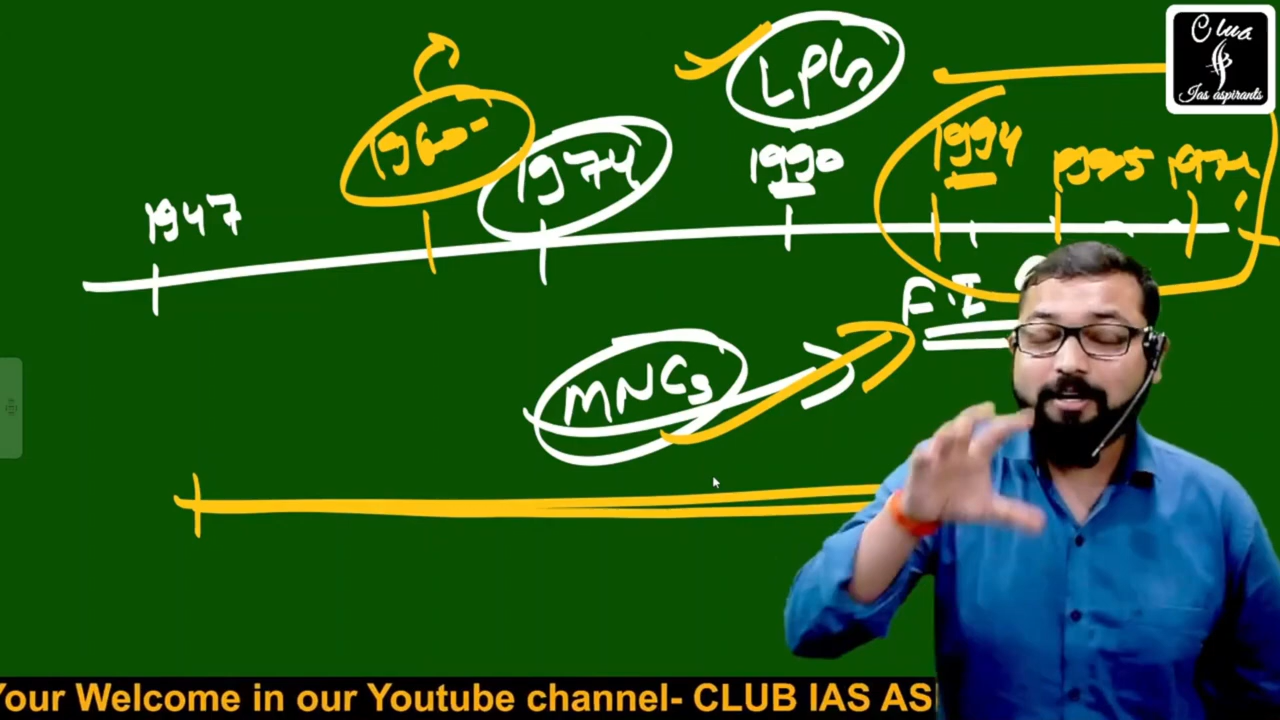 LPG
Club
Ias aspirants
1960-
1974
1990
1994
1995
1947
F.I
MNCs
Your Welcome in our Youtube channel- CLUB IAS AS